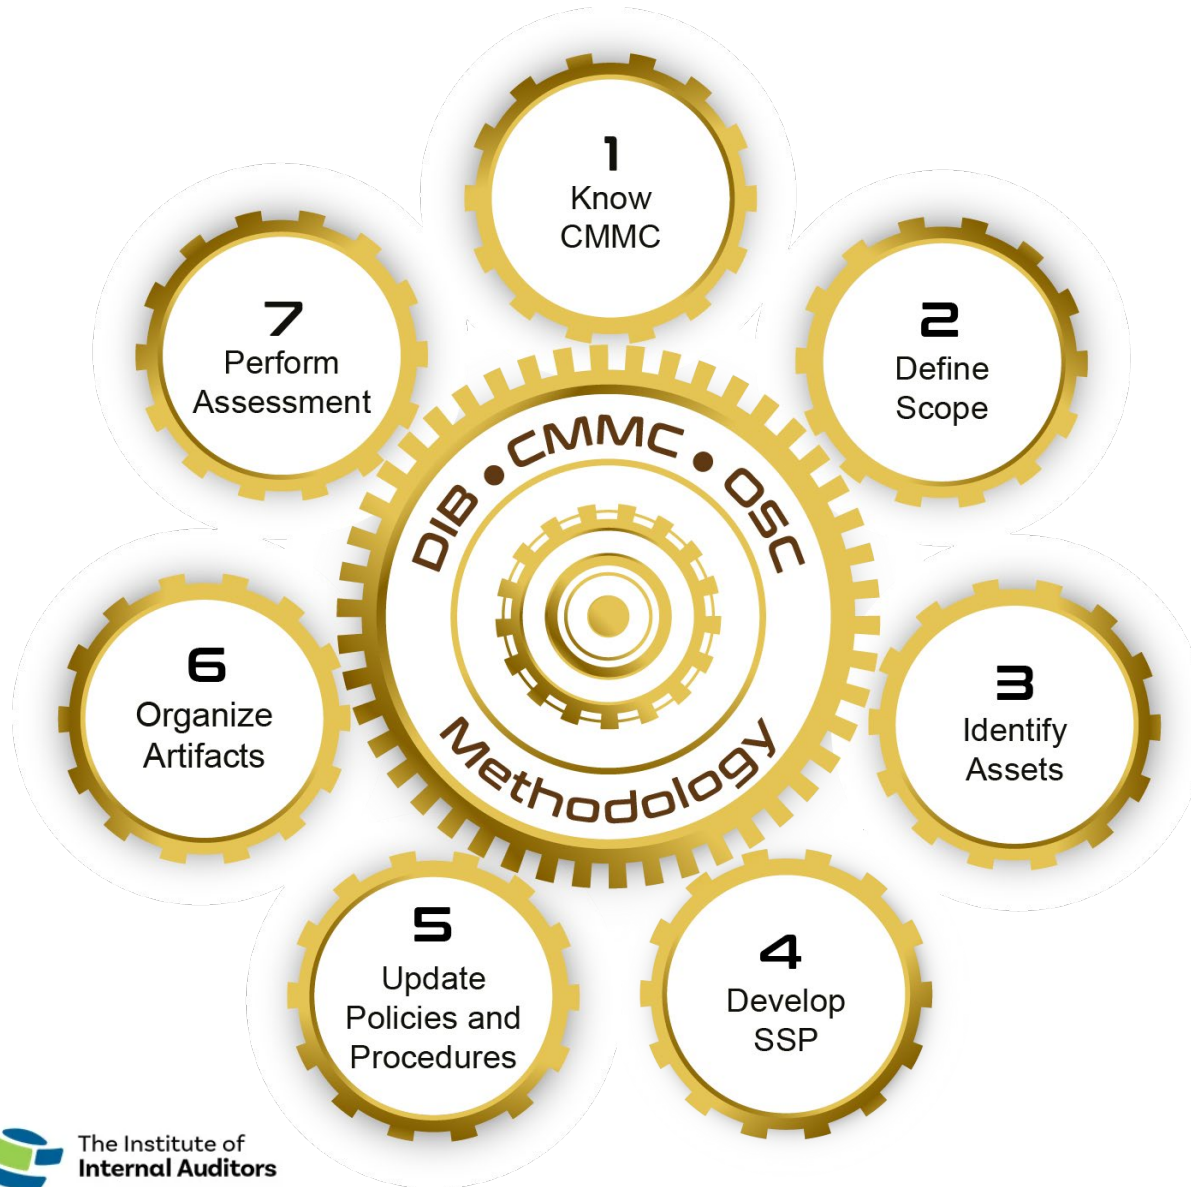 1
Know
CMMC
2
Define
Scope
3
Identify
Assets
4
Develop
SSP
5
Update
Policies and
Procedures
6
Organize
Artifacts
7
Perform
Assessment
DIB • CMMC • OSC
Methodology
The Institute of
Internal Auditors